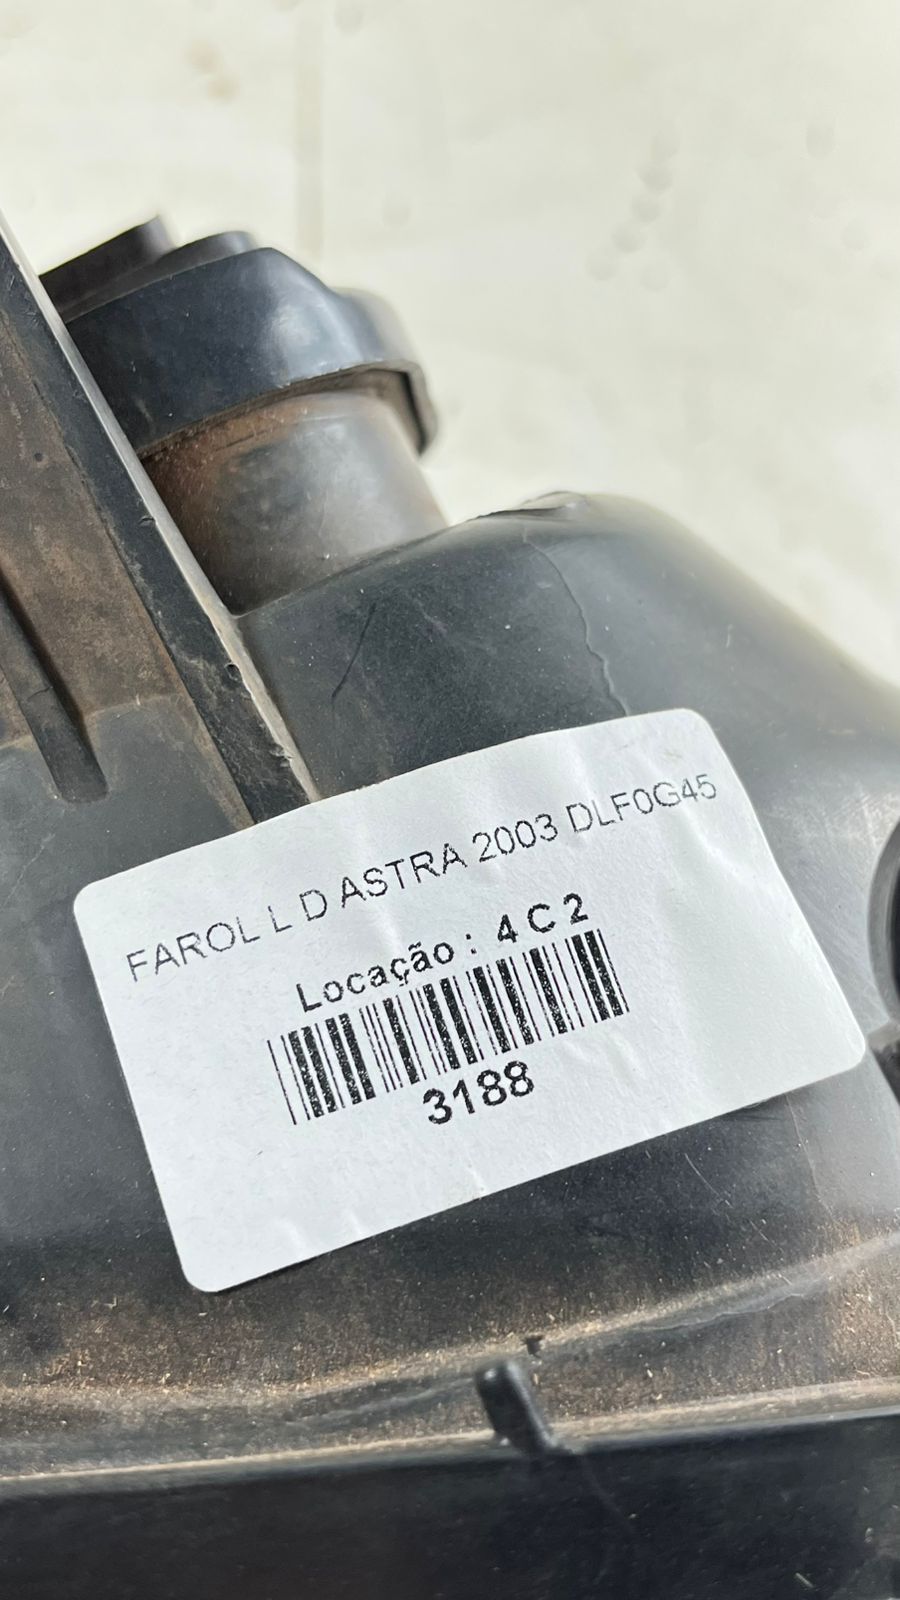 FAROL L D ASTRA 2003 DLF0G45
Locação : 4 C 2
3188